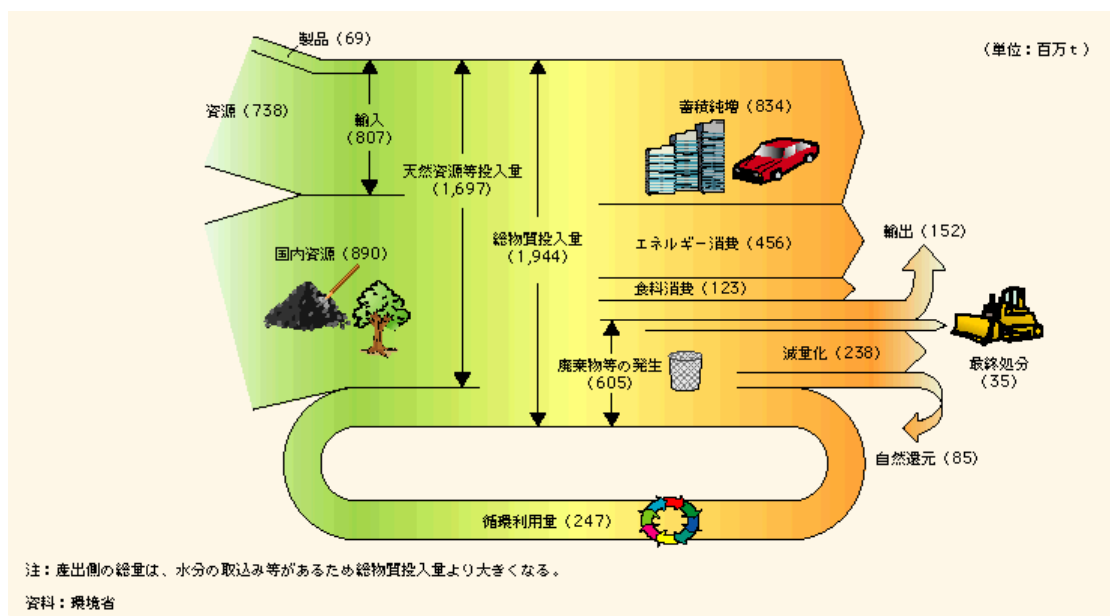 製品（69）
（単位：百万ｔ）
資源（738）
輸入
（807）
蓄積純増（834）
天然資源等投入量
（1,697）
総物質投入量
（1,944）
国内資源（890）
エネルギー消費（456）
輸出（152）
食料消費（123）
廃棄物等の発生
（605）
減量化（238）
最終処分
（35）
自然還元（85）
循環利用量（247）
注：産出側の総量は、水分の取込み等があるため総物質投入量より大きくなる。
資料：環境省